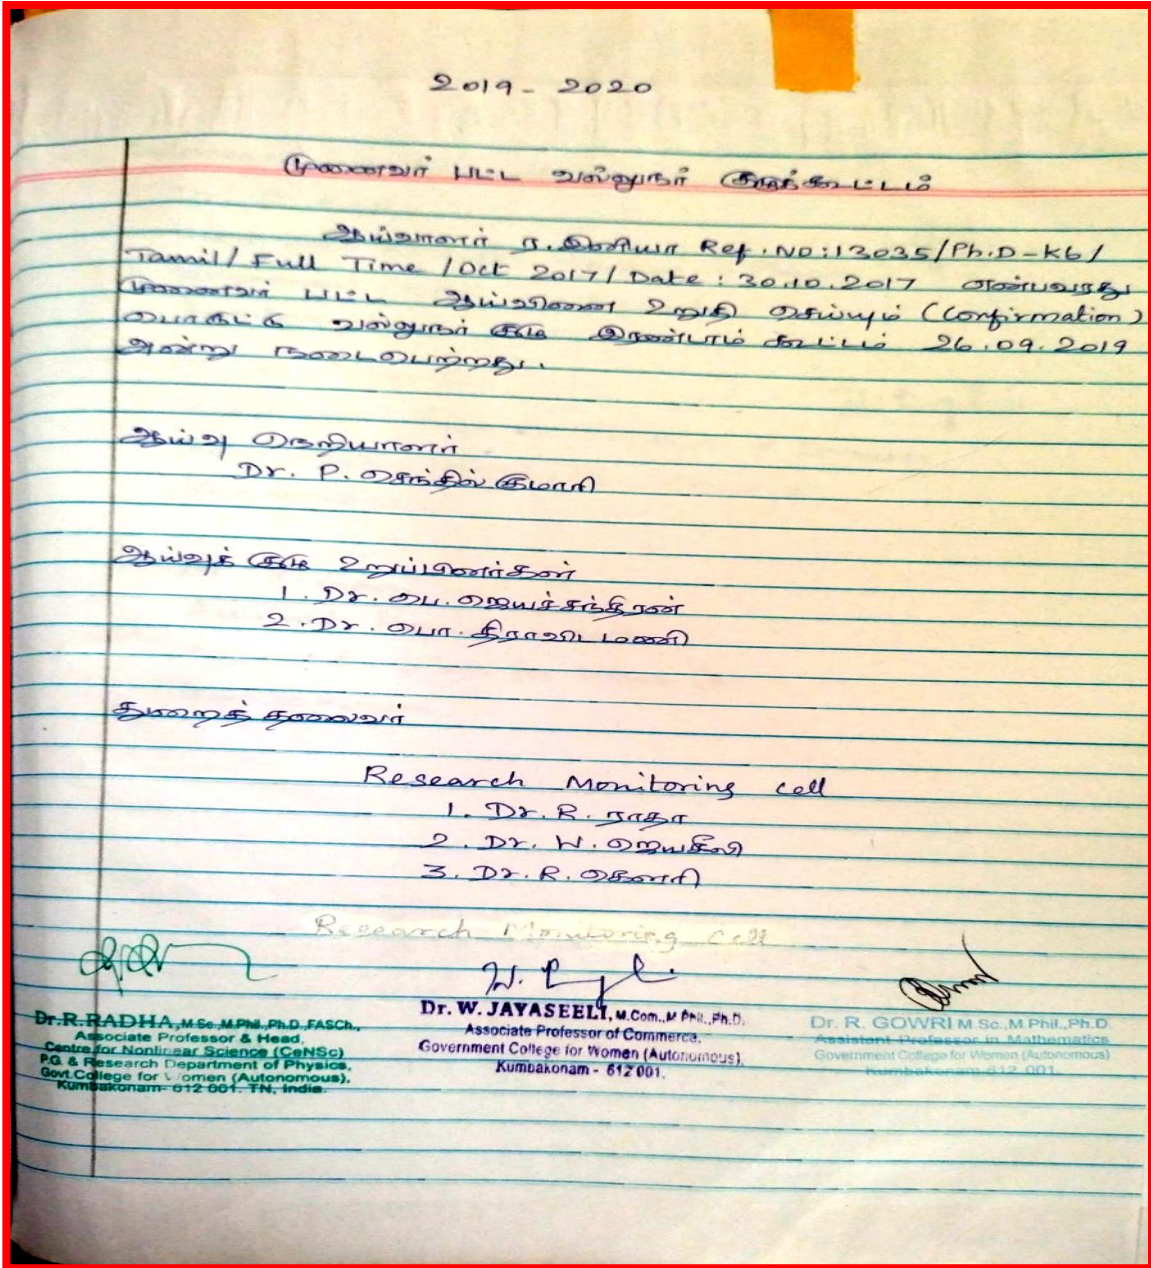 2019 - 2020
முனைவர் பட்ட வல்லுநர் குழுக்கூட்டம்
ஆய்வாளர் ர. இனியா Ref. NO: 13035/Ph.D-K6/
Tamil/ Full Time /Oct 2017/ Date : 30.10.2017 என்பவரது
முனைவர் பட்ட ஆய்வினை உறுதி செய்யும் (Confirmation)
பொருட்டு வல்லுநர் குழு இரண்டாம் கூட்டம் 26.09.2019
அன்று நடைபெற்றது.
ஆய்வு நெறியாளர்
Dr. P. செந்தில் குமாரி
ஆய்வுக் குழு உறுப்பினர்கள்
1. Dr. பை. ஜெயச்சந்திரன்
2. Dr. பொ. திராவிடமணி
துறைத் தலைவர்
Research Monitoring cell
1. Dr. R. ராதா
2. Dr. W. ஜெயசீலி
3. Dr. R. கௌரி
Research Monitoring Cell
Dr. R. RADHA, M.Sc.,M.Phil.,Ph.D.,FASCh.,
Associate Professor & Head,
Centre for Nonlinear Science (CeNSc)
P.G. & Research Department of Physics,
Govt.College for Women (Autonomous),
Kumbakonam- 612 001. TN, India.
Dr. W. JAYASEELI, M.Com.,M Phil.,Ph.D.
Associate Professor of Commerce,
Government College for Women (Autonomous),
Kumbakonam - 612 001.
Dr. R. GOWRI M.Sc.,M.Phil.,Ph.D.
Assistant Professor in Mathematics
Government College for Women (Autonomous)
Kumbakonam-612 001.